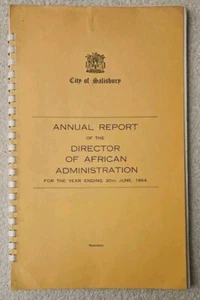 City of Salisbury
ANNUAL REPORT
OF THE
DIRECTOR
OF AFRICAN
ADMINISTRATION
FOR THE YEAR ENDING 30TH JUNE, 1964